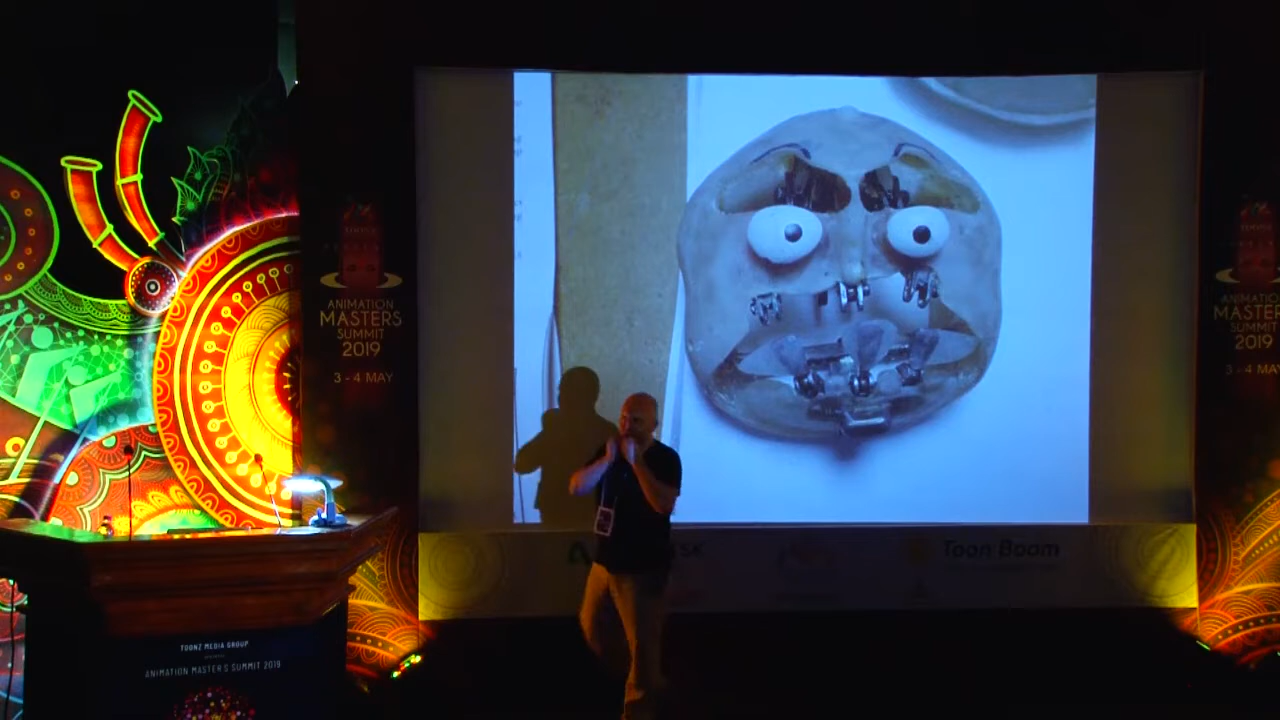 ANIMATION
MASTERS
SUMMIT
2019
3 - 4 MAY
SK
Toon Boom
TOONZ MEDIA GROUP
ANIMATION MASTERS SUMMIT 2019
ANIMATION
MASTERS
SUMMIT
2019
3 - 4 MAY